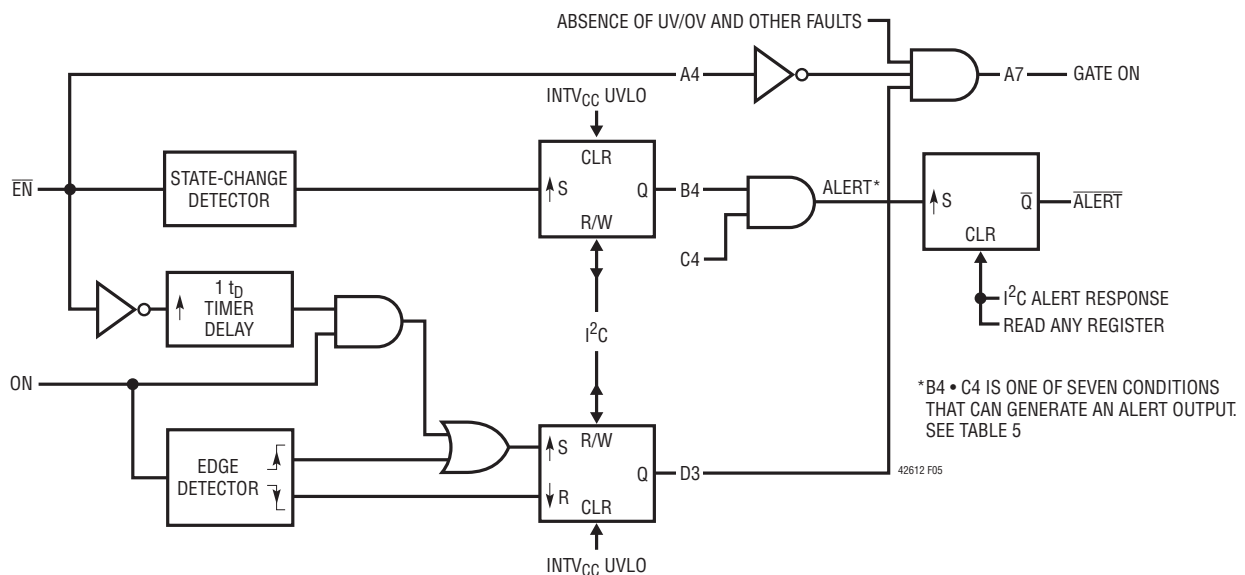 ABSENCE OF UV/OV AND OTHER FAULTS
A4
A7
GATE ON
INTVCC UVLO
CLR
S
Q
R/W
EN
STATE-CHANGE
DETECTOR
B4
C4
ALERT*
S
Q
CLR
ALERT
I2C ALERT RESPONSE
READ ANY REGISTER
1 tD
TIMER
DELAY
I2C
ON
*B4 • C4 IS ONE OF SEVEN CONDITIONS
THAT CAN GENERATE AN ALERT OUTPUT.
SEE TABLE 5
EDGE
DETECTOR
R/W
S
Q
R
CLR
D3
42612 F05
INTVCC UVLO